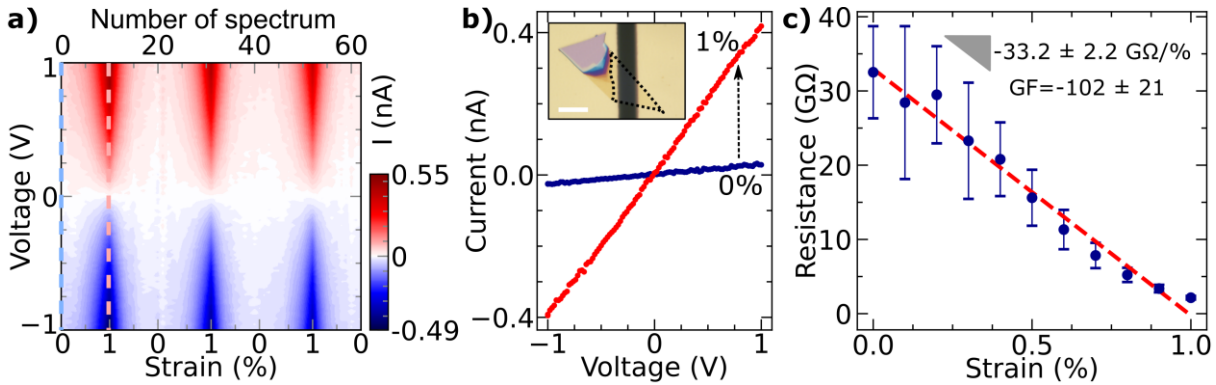 a)
Number of spectrum
0 10 20 30 40 50 60
1
0
−1
Voltage (V)
0 1 0 1 0 1 0
Strain (%)
I (nA)
0.55
0
-0.49
b)
0.4
0.0
−0.4
Current (nA)
1%
0%
−1 0 1
Voltage (V)
c)
40
30
20
10
0
Resistance (GΩ)
-33.2 ± 2.2 GΩ/%
GF=-102 ± 21
0.0 0.5 1.0
Strain (%)